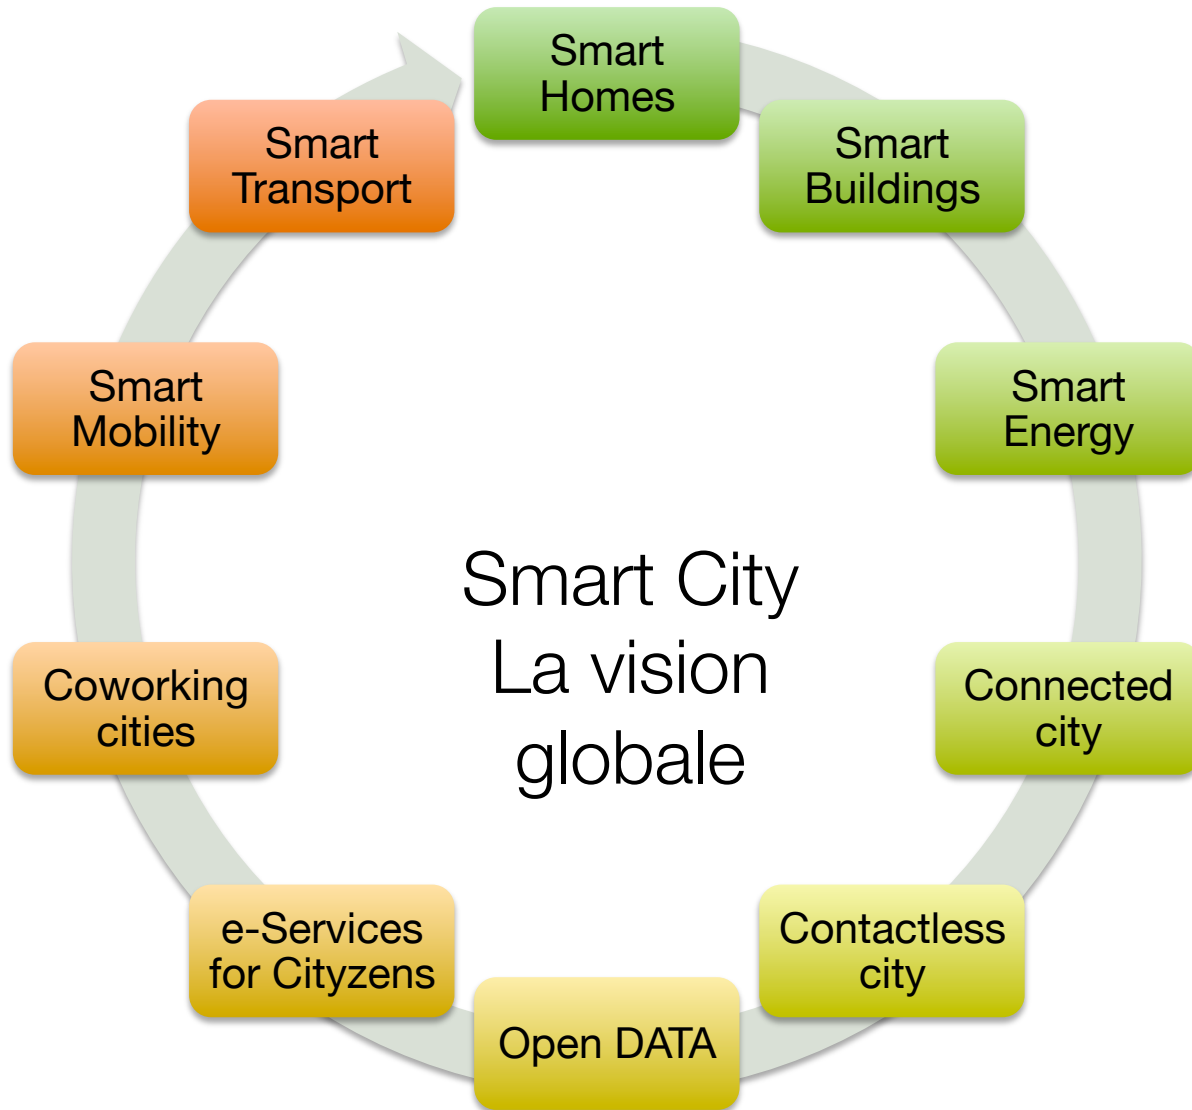 Smart
Homes
Smart
Buildings
Smart
Energy
Connected
city
Contactless
city
Open DATA
e-Services
for Cityzens
Coworking
cities
Smart
Mobility
Smart
Transport
Smart City
La vision
globale